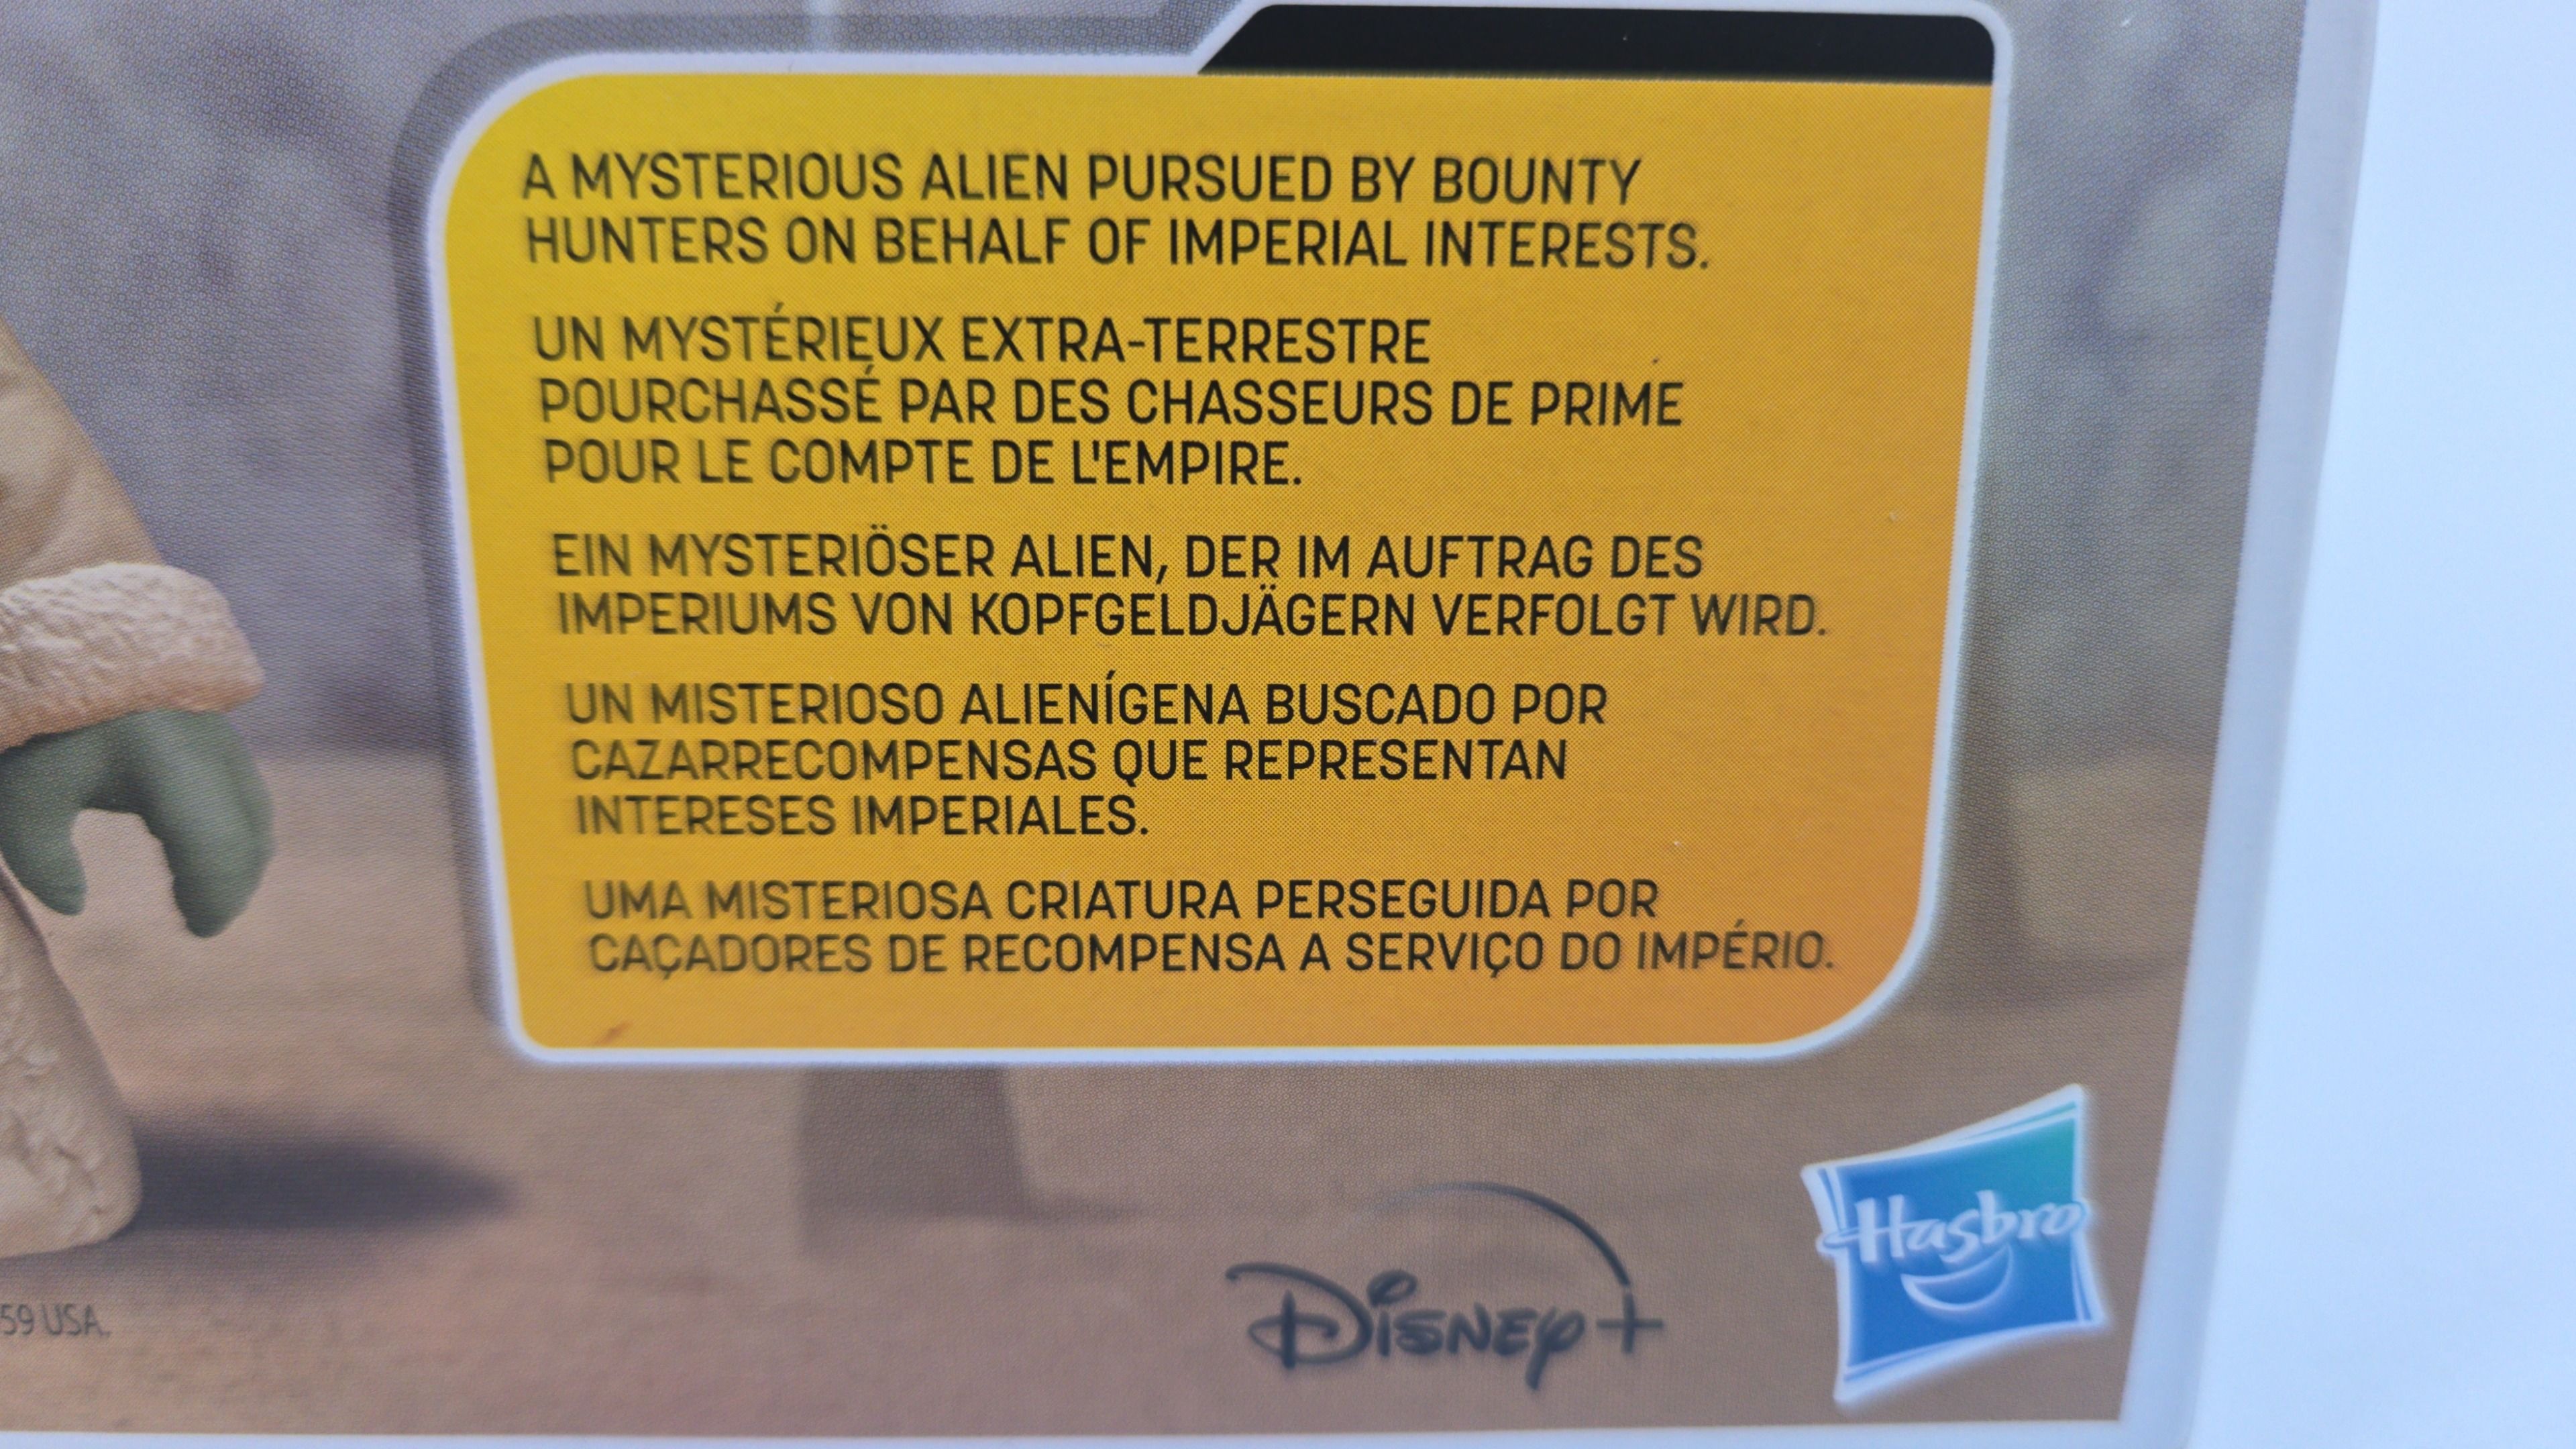 A MYSTERIOUS ALIEN PURSUED BY BOUNTY
HUNTERS ON BEHALF OF IMPERIAL INTERESTS.
UN MYSTÉRIEUX EXTRA-TERRESTRE
POURCHASSÉ PAR DES CHASSEURS DE PRIME
POUR LE COMPTE DE L'EMPIRE.
EIN MYSTERIÖSER ALIEN, DER IM AUFTRAG DES
IMPERIUMS VON KOPFGELDJÄGERN VERFOLGT WIRD.
UN MISTERIOSO ALIENÍGENA BUSCADO POR
CAZARRECOMPENSAS QUE REPRESENTAN
INTERESES IMPERIALES.
UMA MISTERIOSA CRIATURA PERSEGUIDA POR
CAÇADORES DE RECOMPENSA A SERVIÇO DO IMPÉRIO.
Hasbro
Disney+
59 USA.